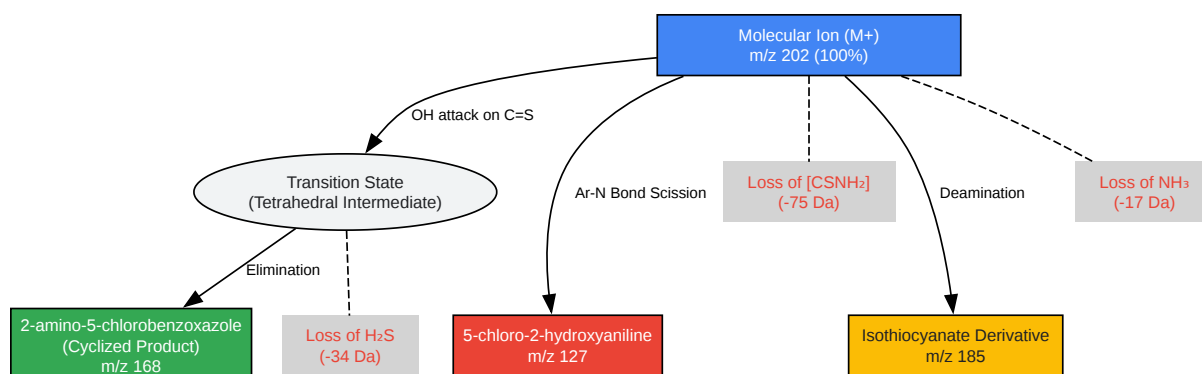 Molecular Ion (M+)
m/z 202 (100%)
OH attack on C=S
Transition State
(Tetrahedral Intermediate)
Ar-N Bond Scission
Loss of [CSNH₂]
(-75 Da)
Deamination
Loss of NH₃
(-17 Da)
Elimination
2-amino-5-chlorobenzoxazole
(Cyclized Product)
m/z 168
Loss of H₂S
(-34 Da)
5-chloro-2-hydroxyaniline
m/z 127
Isothiocyanate Derivative
m/z 185